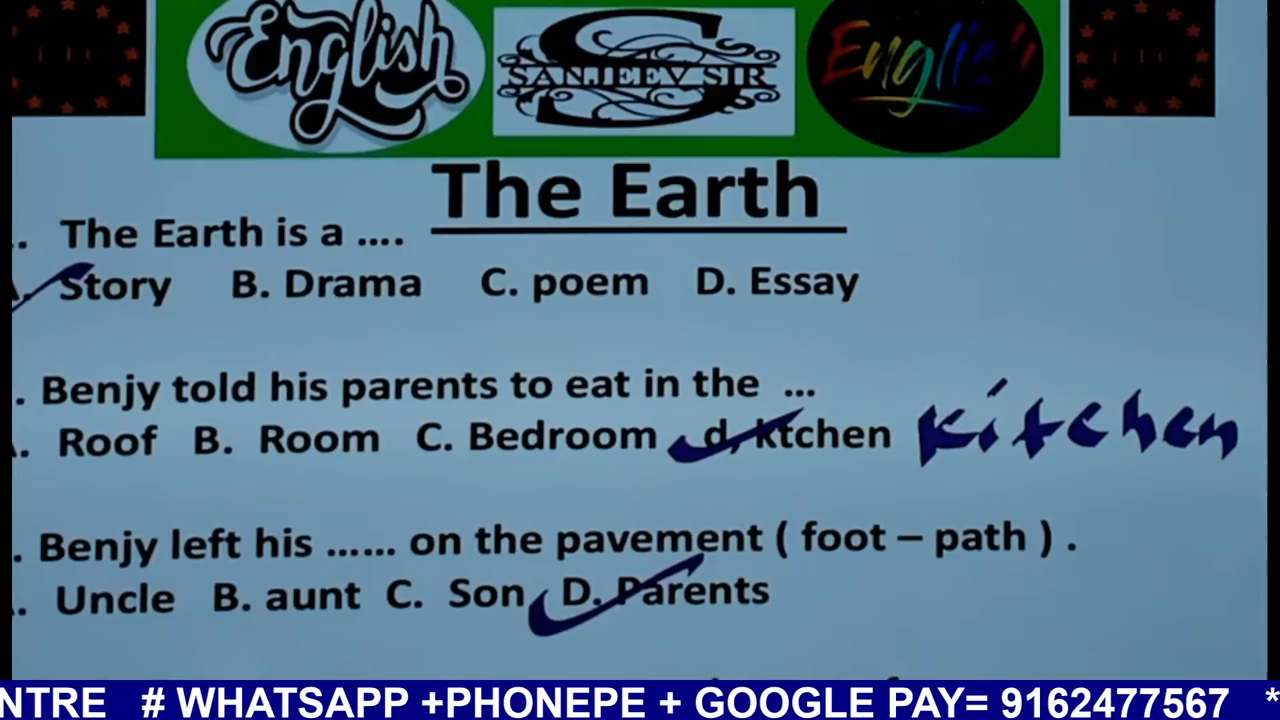 English
SANJEEV SIR
English
The Earth
. The Earth is a ....
A. Story B. Drama C. poem D. Essay
. Benjy told his parents to eat in the ...
. Roof B. Room C. Bedroom d, ktchen kitchen
. Benjy left his ...... on the pavement ( foot – path ) .
. Uncle B. aunt C. Son D. Parents
NTRE # WHATSAPP +PHONEPE + GOOGLE PAY= 9162477567 *